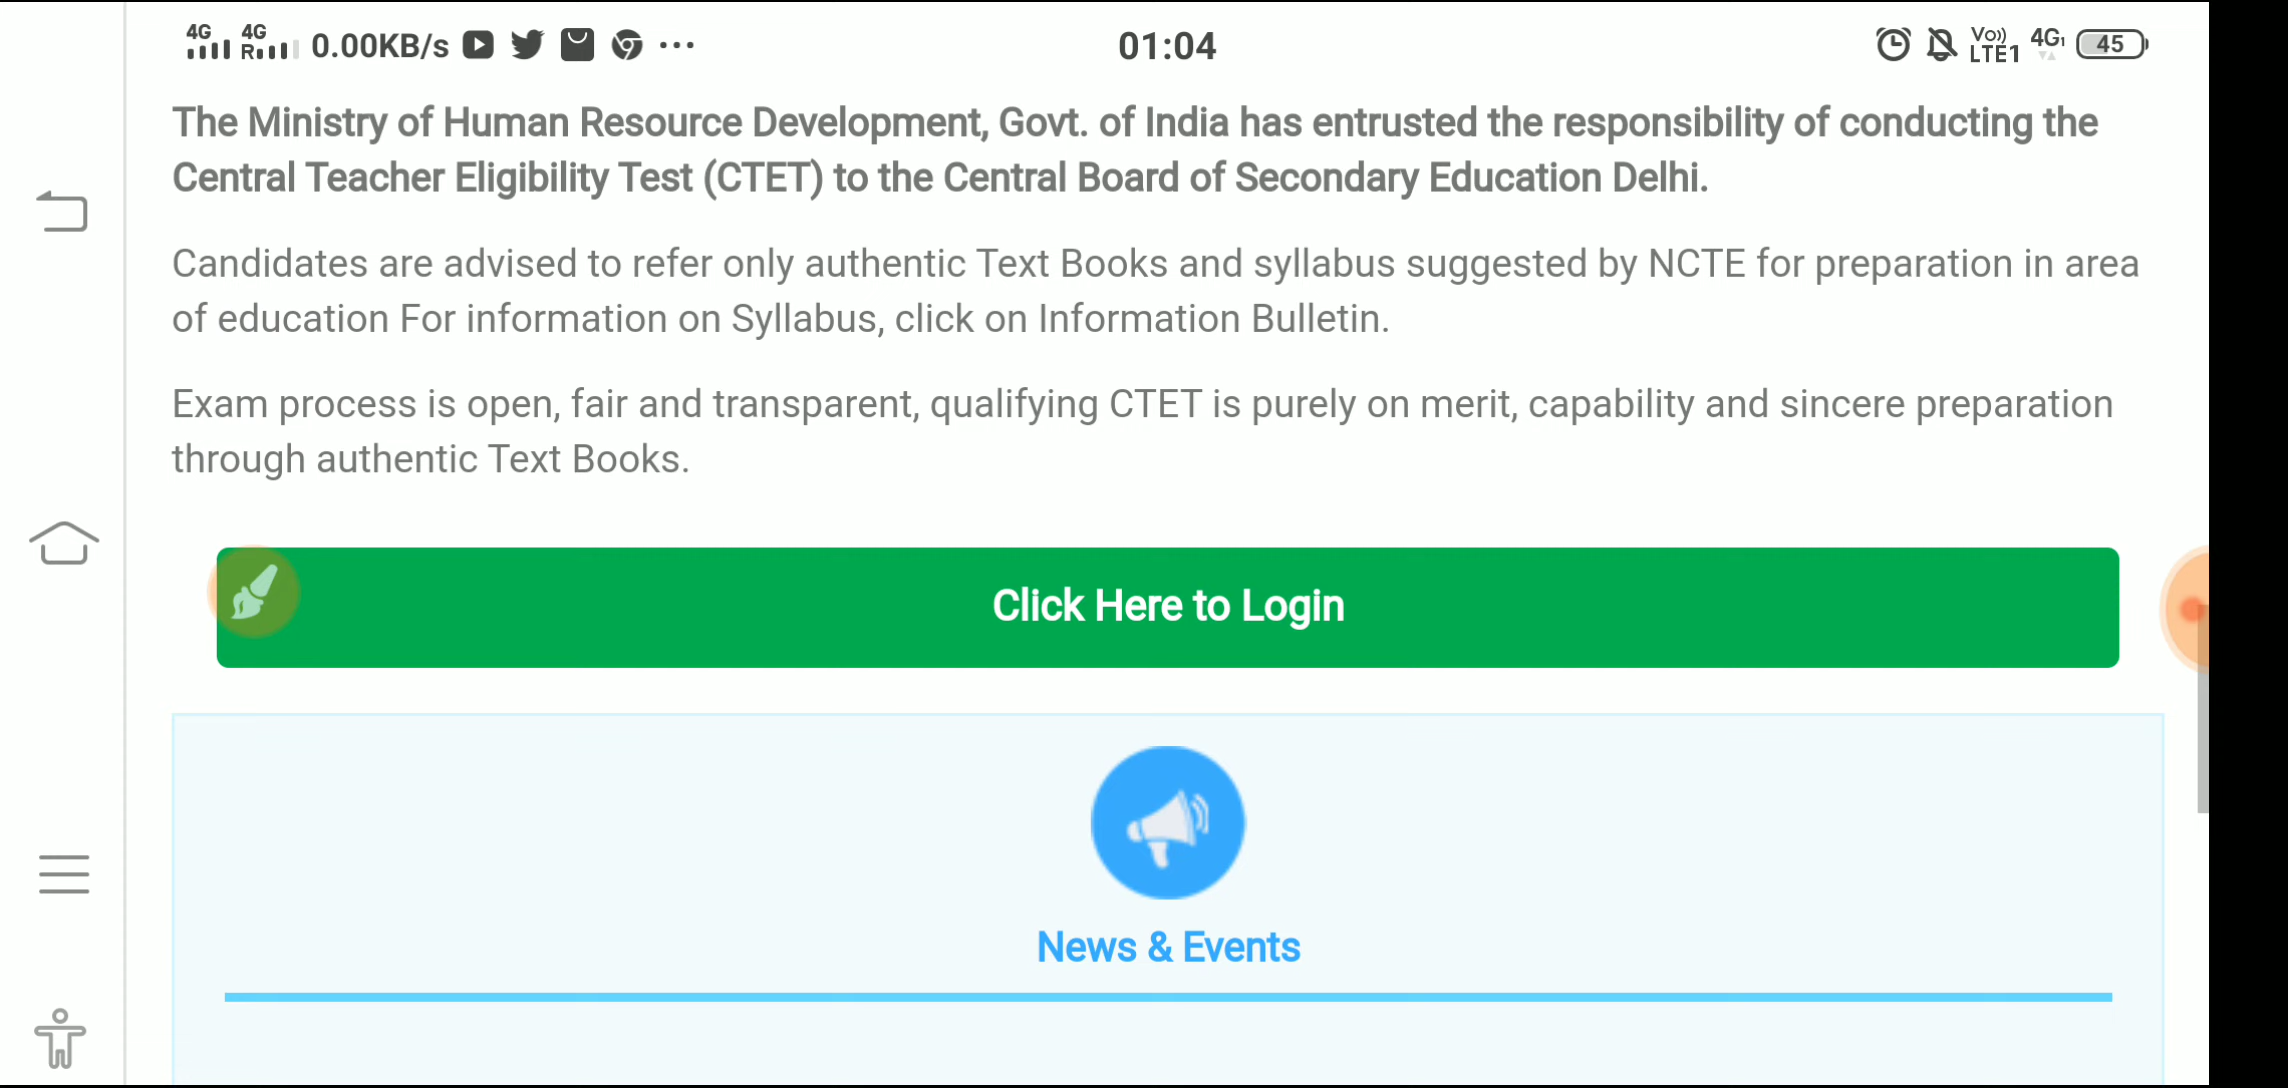 4G 4G R 0.00KB/s 01:04 Vo)) LTE1 4G1 45
The Ministry of Human Resource Development, Govt. of India has entrusted the responsibility of conducting the
Central Teacher Eligibility Test (CTET) to the Central Board of Secondary Education Delhi.
Candidates are advised to refer only authentic Text Books and syllabus suggested by NCTE for preparation in area
of education For information on Syllabus, click on Information Bulletin.
Exam process is open, fair and transparent, qualifying CTET is purely on merit, capability and sincere preparation
through authentic Text Books.
Click Here to Login
News & Events